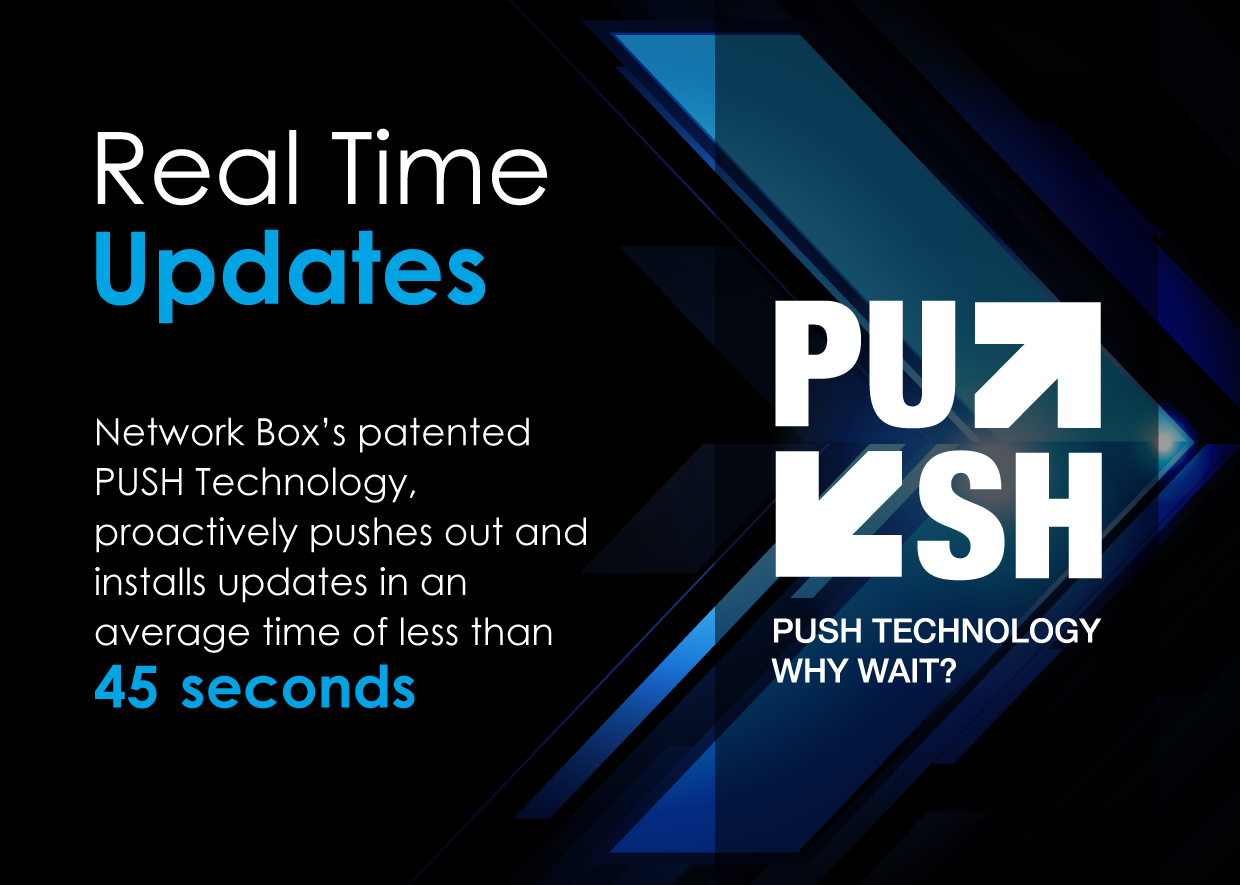 Real Time
Updates
Network Box’s patented
PUSH Technology,
proactively pushes out and
installs updates in an
average time of less than
45 seconds
PU
SH
PUSH TECHNOLOGY
WHY WAIT?